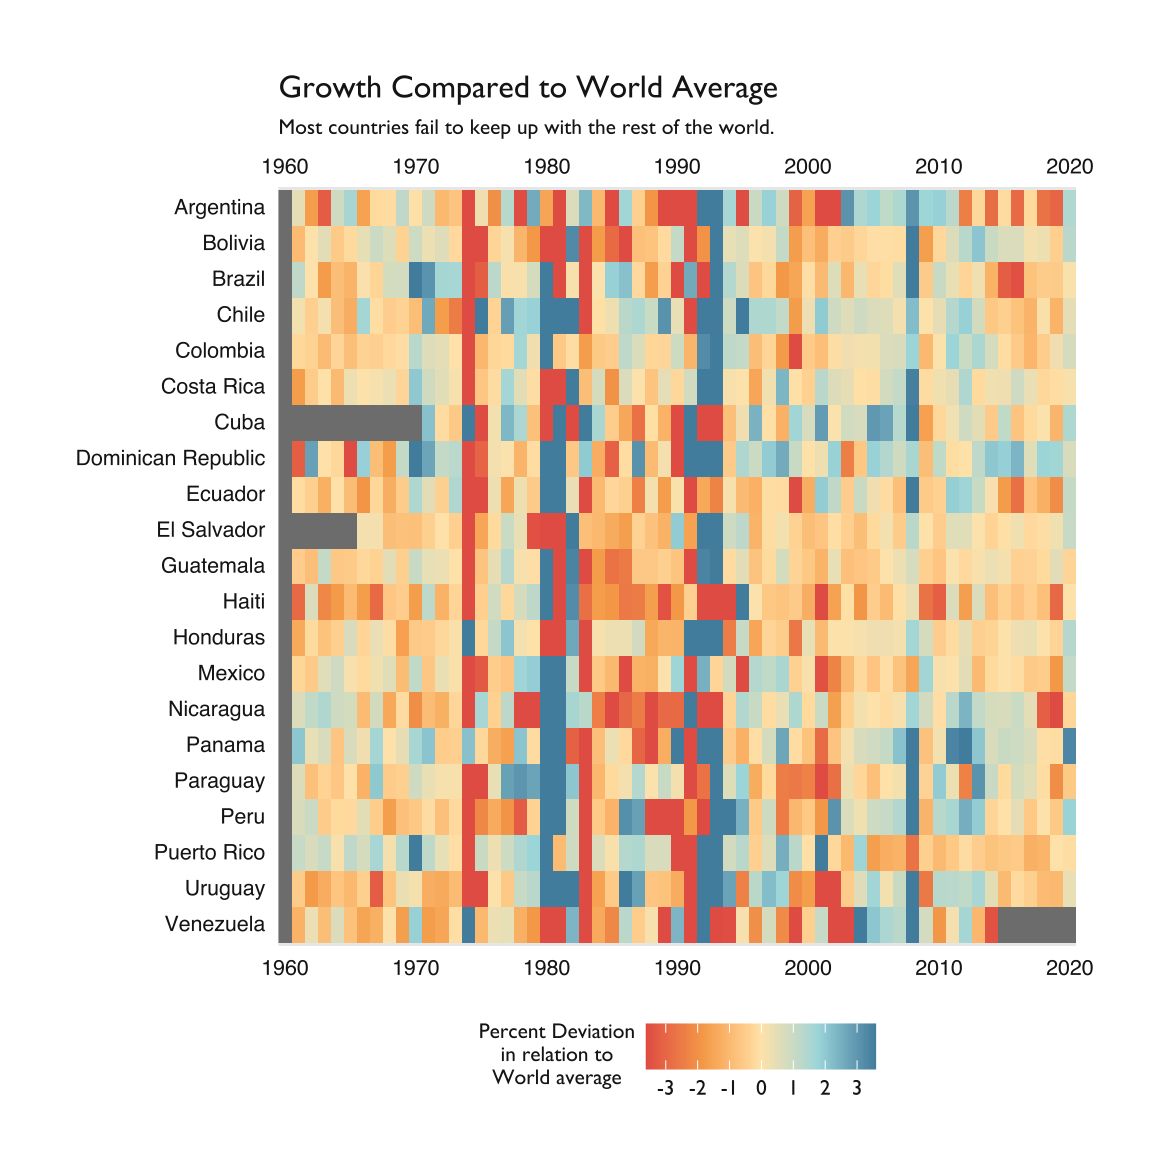 Growth Compared to World Average
Most countries fail to keep up with the rest of the world.
1960 1970 1980 1990 2000 2010 2020
Argentina
Bolivia
Brazil
Chile
Colombia
Costa Rica
Cuba
Dominican Republic
Ecuador
El Salvador
Guatemala
Haiti
Honduras
Mexico
Nicaragua
Panama
Paraguay
Peru
Puerto Rico
Uruguay
Venezuela
1960 1970 1980 1990 2000 2010 2020
Percent Deviation
in relation to
World average
-3 -2 -1 0 1 2 3